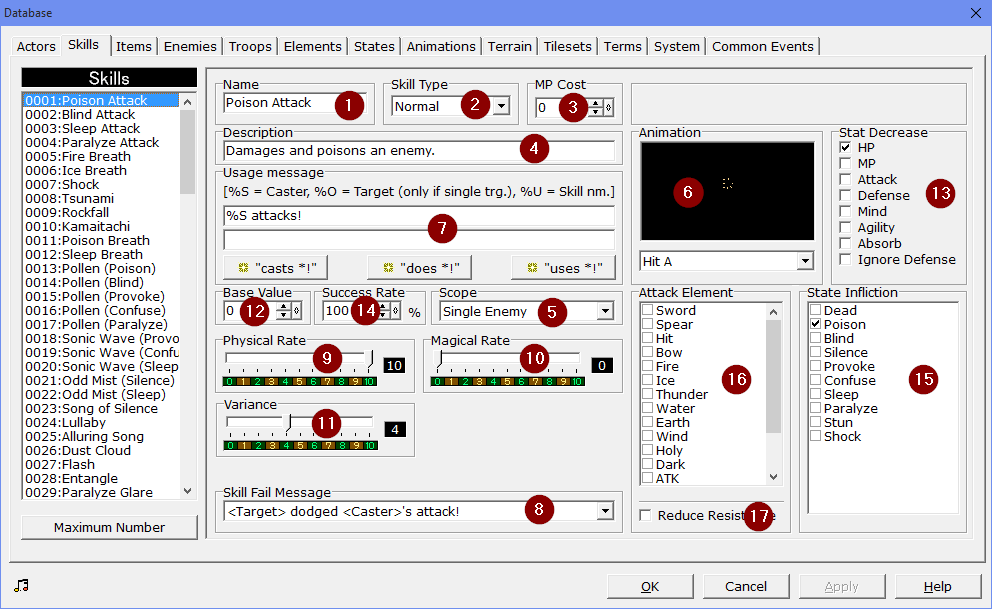 Database
Actors Skills Items Enemies Troops Elements States Animations Terrain Tilesets Terms System Common Events
Skills
0001:Poison Attack
0002:Blind Attack
0003:Sleep Attack
0004:Paralyze Attack
0005:Fire Breath
0006:Ice Breath
0007:Shock
0008:Tsunami
0009:Rockfall
0010:Kamaitachi
0011:Poison Breath
0012:Sleep Breath
0013:Pollen (Poison)
0014:Pollen (Blind)
0015:Pollen (Provoke)
0016:Pollen (Confuse)
0017:Pollen (Paralyze)
0018:Sonic Wave (Provo
0019:Sonic Wave (Confu
0020:Sonic Wave (Sleep
0021:Odd Mist (Silence)
0022:Odd Mist (Sleep)
0023:Song of Silence
0024:Lullaby
0025:Alluring Song
0026:Dust Cloud
0027:Flash
0028:Entangle
0029:Paralyze Glare
Maximum Number
Name
Poison Attack 1
Skill Type
Normal 2
MP Cost
0 3
Description
Damages and poisons an enemy. 4
Usage message
[%S = Caster, %O = Target (only if single trg.), %U = Skill nm.]
%S attacks!
7
"casts *!" "does *!" "uses *!"
Base Value
0 12
Success Rate
100 14 %
Scope
Single Enemy 5
Physical Rate
9 10
0 1 2 3 4 5 6 7 8 9 10
Magical Rate
10 0
0 1 2 3 4 5 6 7 8 9 10
Variance
11 4
0 1 2 3 4 5 6 7 8 9 10
Skill Fail Message
<Target> dodged <Caster>'s attack! 8
Animation
6
Hit A
Stat Decrease
HP
MP
Attack
Defense
Mind
Agility
Absorb
Ignore Defense
13
Attack Element
Sword
Spear
Hit
Bow
Fire
Ice
Thunder
Water
Earth
Wind
Holy
Dark
ATK
16
Reduce Resist 17 e
State Infliction
Dead
Poison
Blind
Silence
Provoke
Confuse
Sleep
Paralyze
Stun
Shock
15
OK Cancel Apply Help